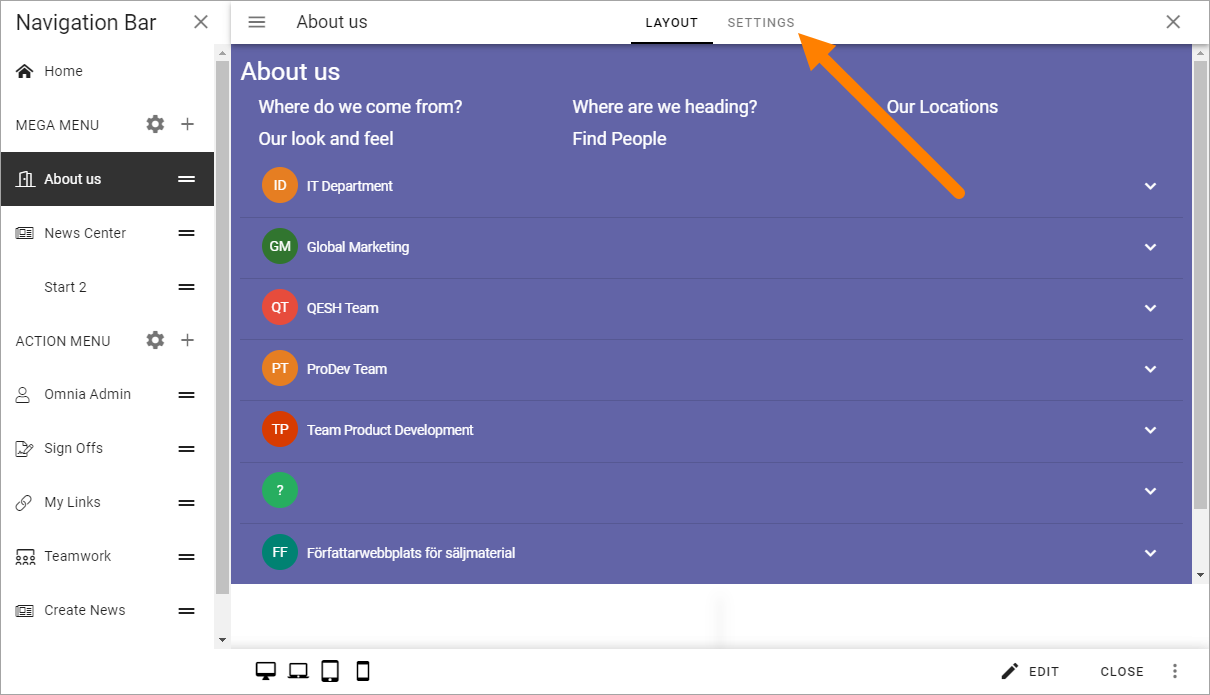 Navigation Bar
Home
MEGA MENU
About us
News Center
Start 2
ACTION MENU
Omnia Admin
Sign Offs
My Links
Teamwork
Create News
About us
LAYOUT SETTINGS
About us
Where do we come from? Where are we heading? Our Locations
Our look and feel Find People
ID IT Department
GM Global Marketing
QT QESH Team
PT ProDev Team
TP Team Product Development
?
FF Författarwebbplats för säljmaterial
EDIT CLOSE